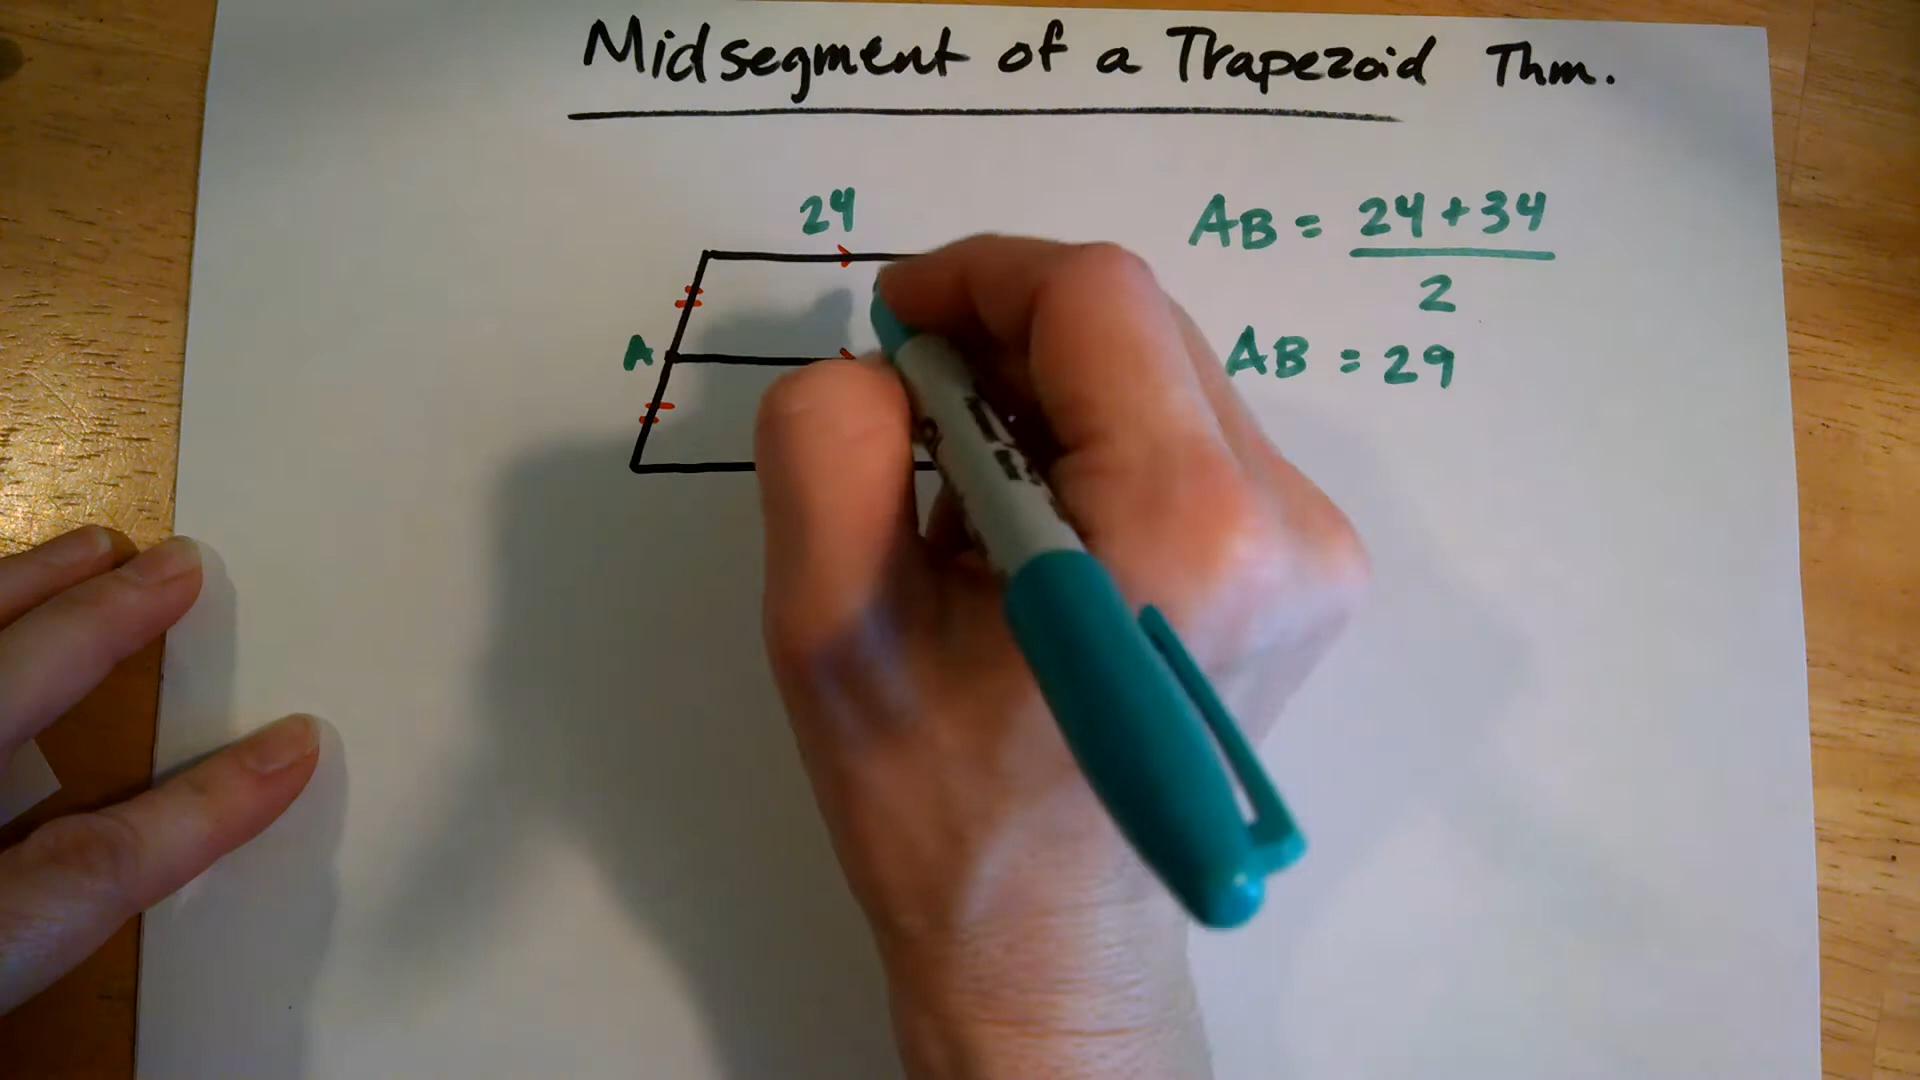 Midsegment of a Trapezoid Thm.
24
AB = 24 + 34
2
A
AB = 29